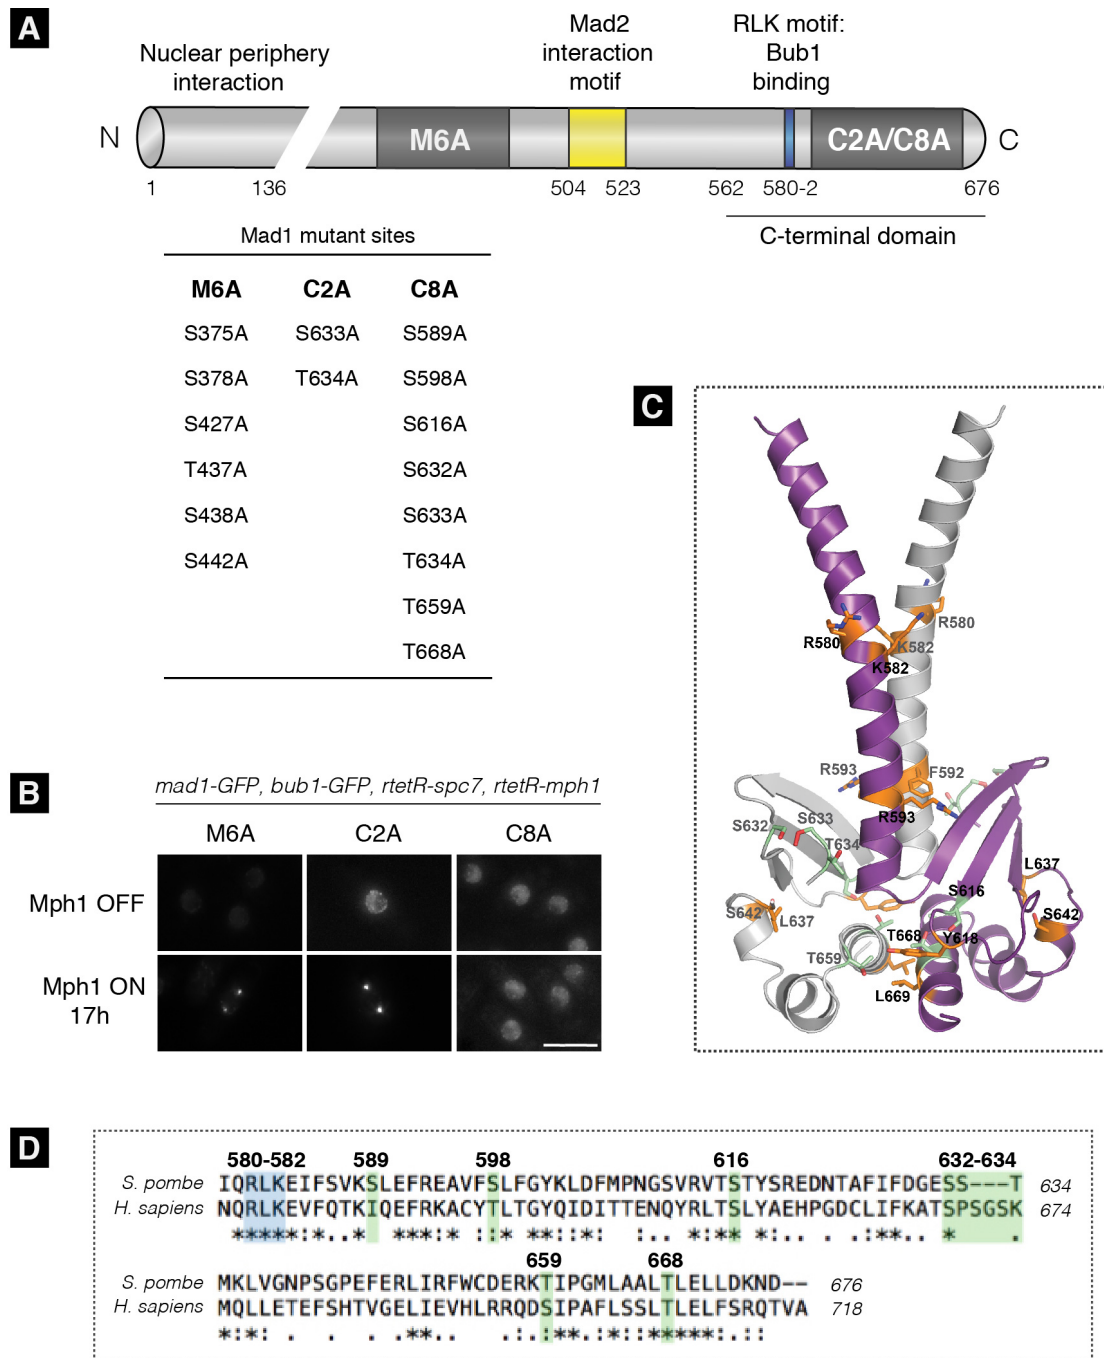 A
Nuclear periphery
interaction
Mad2
interaction
motif
RLK motif:
Bub1
binding
N
M6A
C2A/C8A
C
1
136
504
523
562
580-2
676
C-terminal domain
Mad1 mutant sites
M6A C2A C8A
S375A S633A S589A
S378A T634A S598A
S427A S616A
T437A S632A
S438A S633A
S442A T634A
T659A
T668A
B
mad1-GFP, bub1-GFP, rtetR-spc7, rtetR-mph1
M6A C2A C8A
Mph1 OFF
Mph1 ON
17h
C
R580
R580
K582
K582
R593
F592
R593
S632
S633
T634
L637
S616
S642
L637
S642
T668
Y618
T659
L669
D
580-582 589 598 616 632-634
S. pombe IQRLKEIFSVKSLEFREAVFSLFGYKLDFMPNGSVRVTSTYSREDNTAFIFDGESS---T 634
H. sapiens NQRLKEVFQTKIQEFRKACYTLTGYQIDITTENQYRLTSLYAEHPGDCLIFKATSPSGSK 674
****:*..* ***:* ::* **::*: :.. :** *:.. . .:**.. * .
659 668
S. pombe MKLVGNPSGPEFERLIRFWCDERKTIPGMLAALTLELLDKND-- 676
H. sapiens MQLLETEFSHTVGELIEVHLRRQDSIPAFLSSLTLELFSRQTVA 718
*:*: . . . .**.. .:.:**.:*::*****:.::